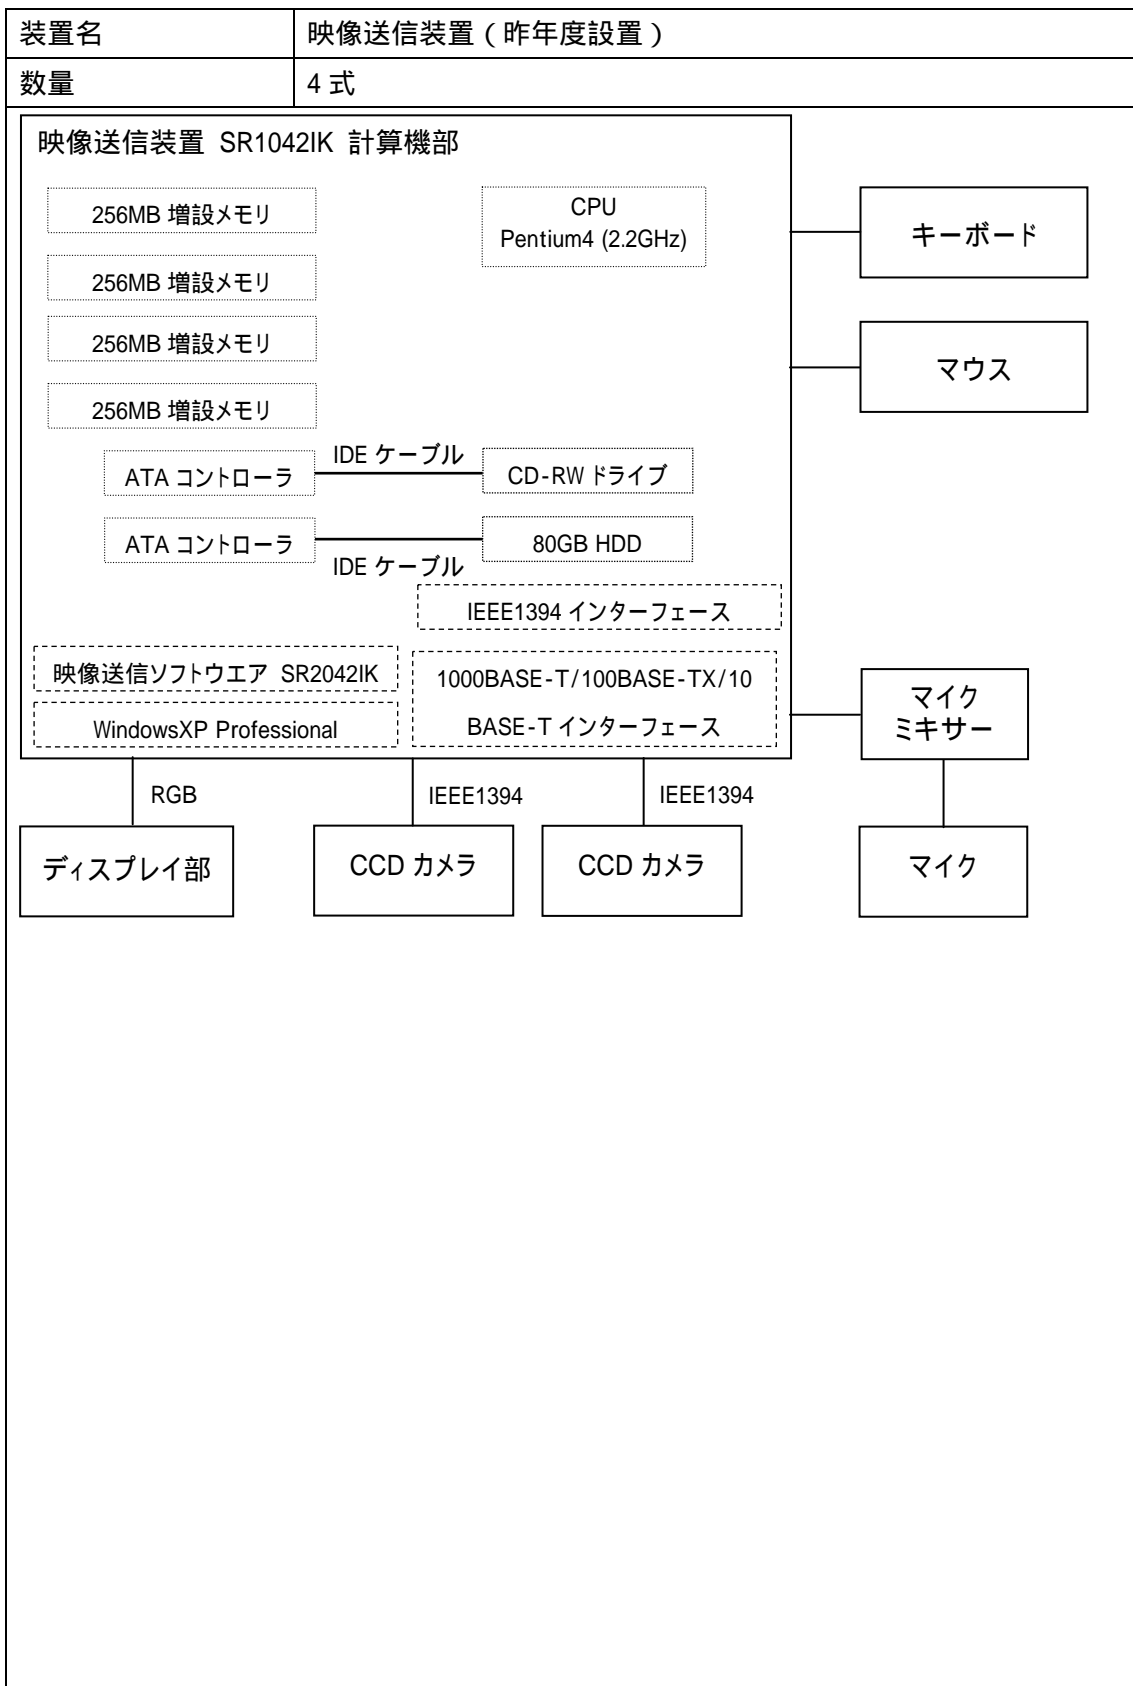 装置名
映像送信装置(昨年度設置)
数量
4 式
映像送信装置 SR1042IK 計算機部
256MB 増設メモリ
CPU
Pentium4 (2.2GHz)
256MB 増設メモリ
256MB 増設メモリ
256MB 増設メモリ
キーボード
マウス
IDE ケーブル
ATA コントローラ
CD-RW ドライブ
ATA コントローラ
80GB HDD
IDE ケーブル
IEEE1394 インターフェース
映像送信ソフトウエア SR2042IK
1000BASE-T/100BASE-TX/10
BASE-T インターフェース
WindowsXP Professional
マイク
ミキサー
RGB
IEEE1394
IEEE1394
ディスプレイ部
CCD カメラ
CCD カメラ
マイク